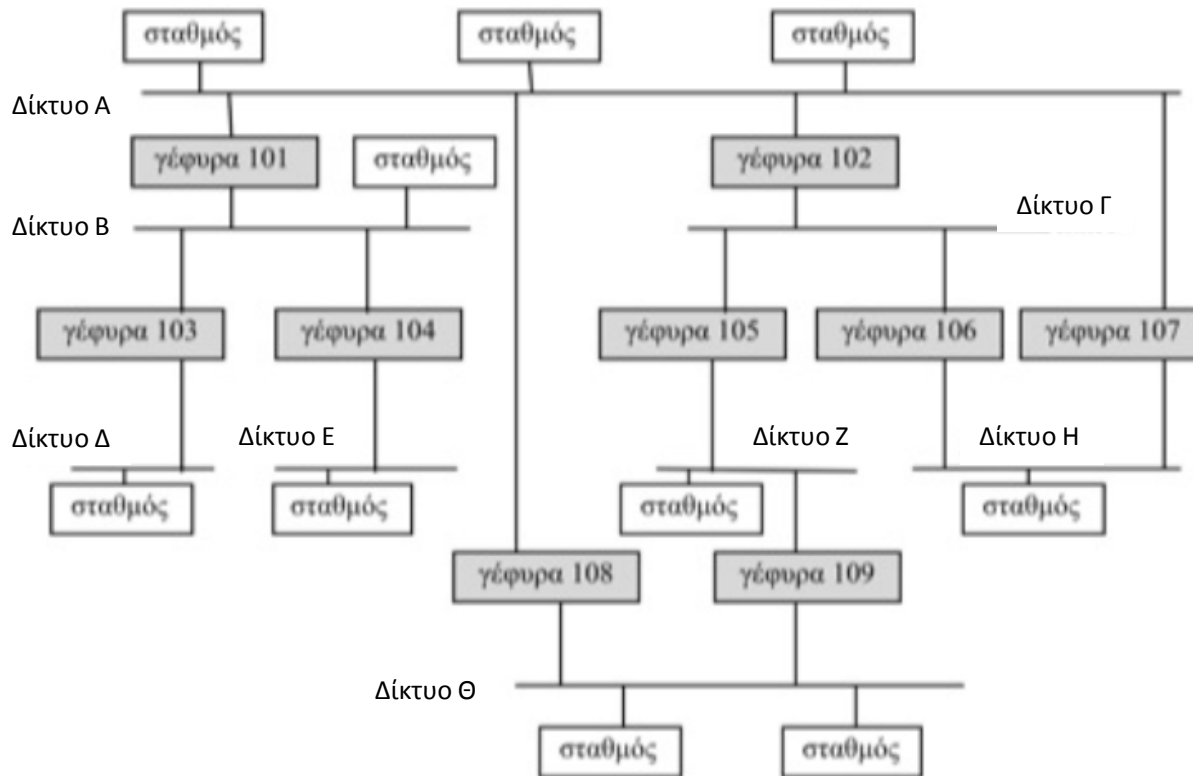 σταθμός
σταθμός
σταθμός
Δίκτυο Α
γέφυρα 101
σταθμός
γέφυρα 102
Δίκτυο Β
Δίκτυο Γ
γέφυρα 103
γέφυρα 104
γέφυρα 105
γέφυρα 106
γέφυρα 107
Δίκτυο Δ
Δίκτυο Ε
Δίκτυο Ζ
Δίκτυο Η
σταθμός
σταθμός
σταθμός
σταθμός
γέφυρα 108
γέφυρα 109
Δίκτυο Θ
σταθμός
σταθμός